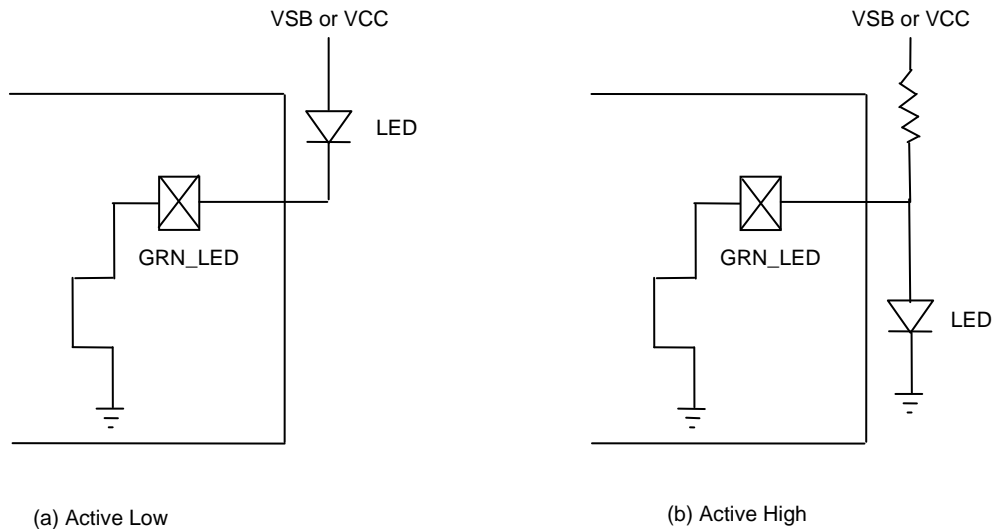 VSB or VCC
LED
GRN_LED
(a) Active Low
VSB or VCC
GRN_LED
LED
(b) Active High